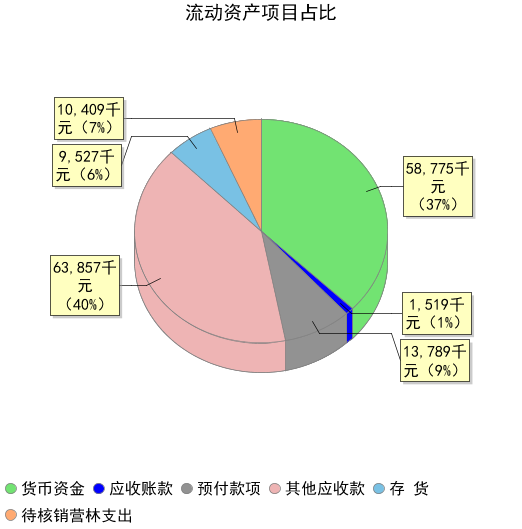 流动资产项目占比
10,409千
元（7%）
9,527千
元（6%）
58,775千
元
（37%）
63,857千
元
（40%）
1,519千
元（1%）
13,789千
元（9%）
货币资金 应收账款 预付款项 其他应收款 存 货
待核销营林支出